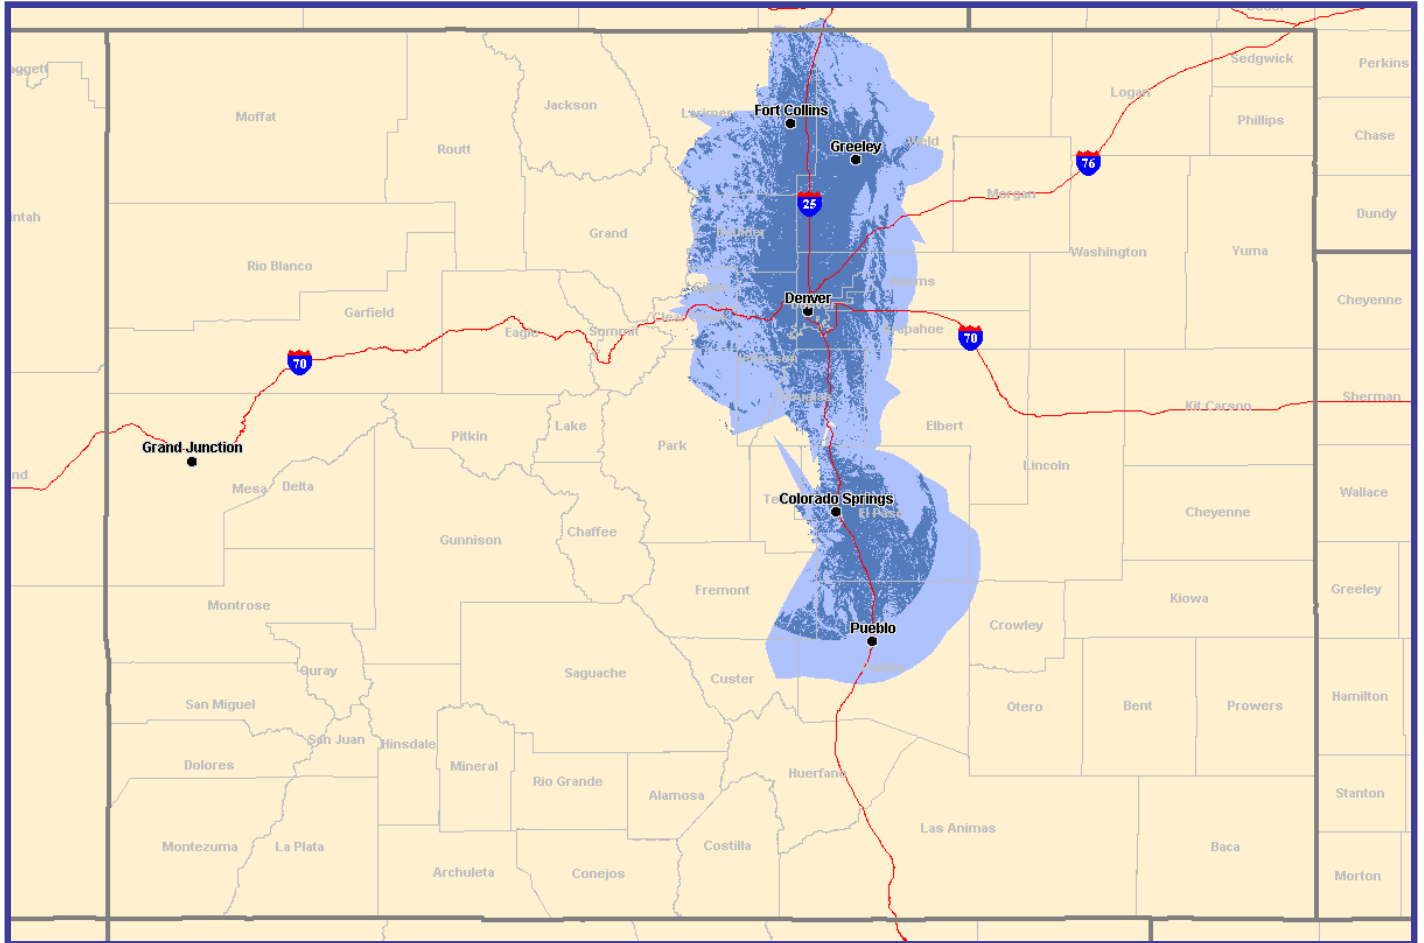 Sedgwick
Perkins
Logan
Jackson
Larimer
Fort Collins
Moffat
Phillips
Chase
Weld
Routt
Greeley
76
Morgan
25
Dundy
Grand
Boulder
Washington
Yuma
Rio Blanco
Adams
Denver
Cheyenne
Garfield
Eagle
Summit
Arapahoe
70
70
Jefferson
Douglas
Sherman
Kit Carson
Elbert
Pitkin
Lake
Park
Grand Junction
Lincoln
Mesa
Delta
Wallace
Colorado Springs
El Paso
Cheyenne
Gunnison
Chaffee
Fremont
Kiowa
Greeley
Montrose
Crowley
Pueblo
Ouray
Saguache
Custer
Hamilton
San Miguel
Otero
Bent
Prowers
San Juan
Hinsdale
Dolores
Mineral
Rio Grande
Huerfano
Alamosa
Stanton
Las Animas
Montezuma
La Plata
Costilla
Baca
Archuleta
Conejos
Morton